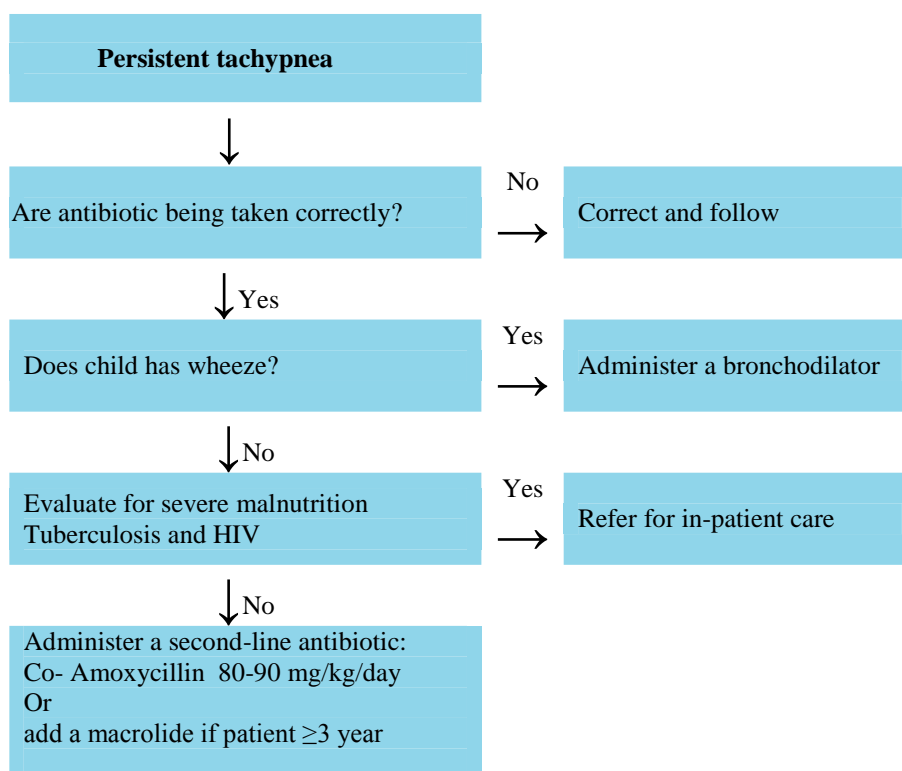 Persistent tachypnea
Are antibiotic being taken correctly?
No
Correct and follow
Yes
Does child has wheeze?
Yes
Administer a bronchodilator
No
Evaluate for severe malnutrition
Tuberculosis and HIV
Yes
Refer for in-patient care
No
Administer a second-line antibiotic:
Co- Amoxycillin 80-90 mg/kg/day
Or
add a macrolide if patient ≥3 year